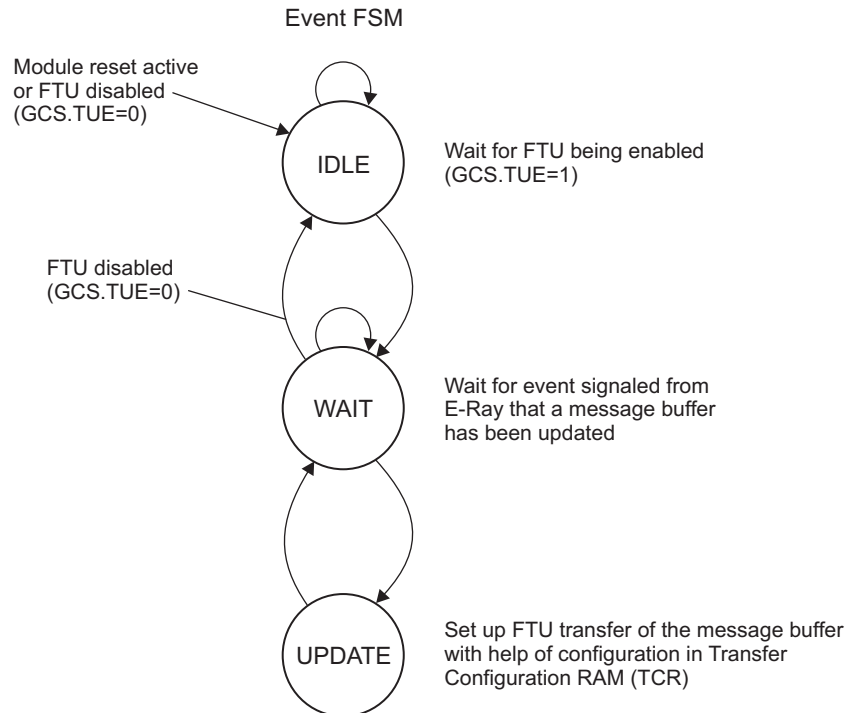 Event FSM
Module reset active
or FTU disabled
(GCS.TUE=0)
IDLE
Wait for FTU being enabled
(GCS.TUE=1)
FTU disabled
(GCS.TUE=0)
WAIT
Wait for event signaled from
E-Ray that a message buffer
has been updated
UPDATE
Set up FTU transfer of the message buffer
with help of configuration in Transfer
Configuration RAM (TCR)